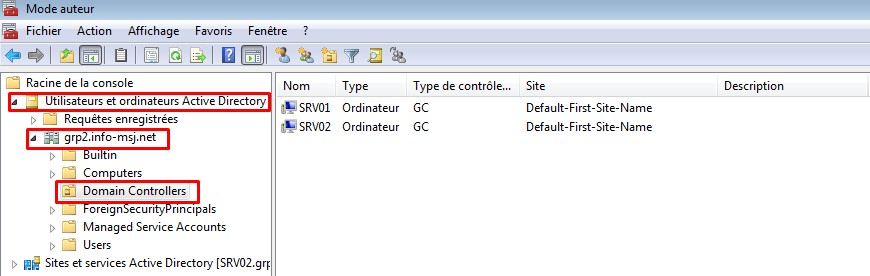 Mode auteur
Fichier Action Affichage Favoris Fenêtre ?
Racine de la console
Utilisateurs et ordinateurs Active Directory
Requêtes enregistrées
grp2.info-msj.net
Builtin
Computers
Domain Controllers
ForeignSecurityPrincipals
Managed Service Accounts
Users
Sites et services Active Directory [SRV02.grp
Nom Type Type de contrôle... Site Description
SRV01 Ordinateur GC Default-First-Site-Name
SRV02 Ordinateur GC Default-First-Site-Name